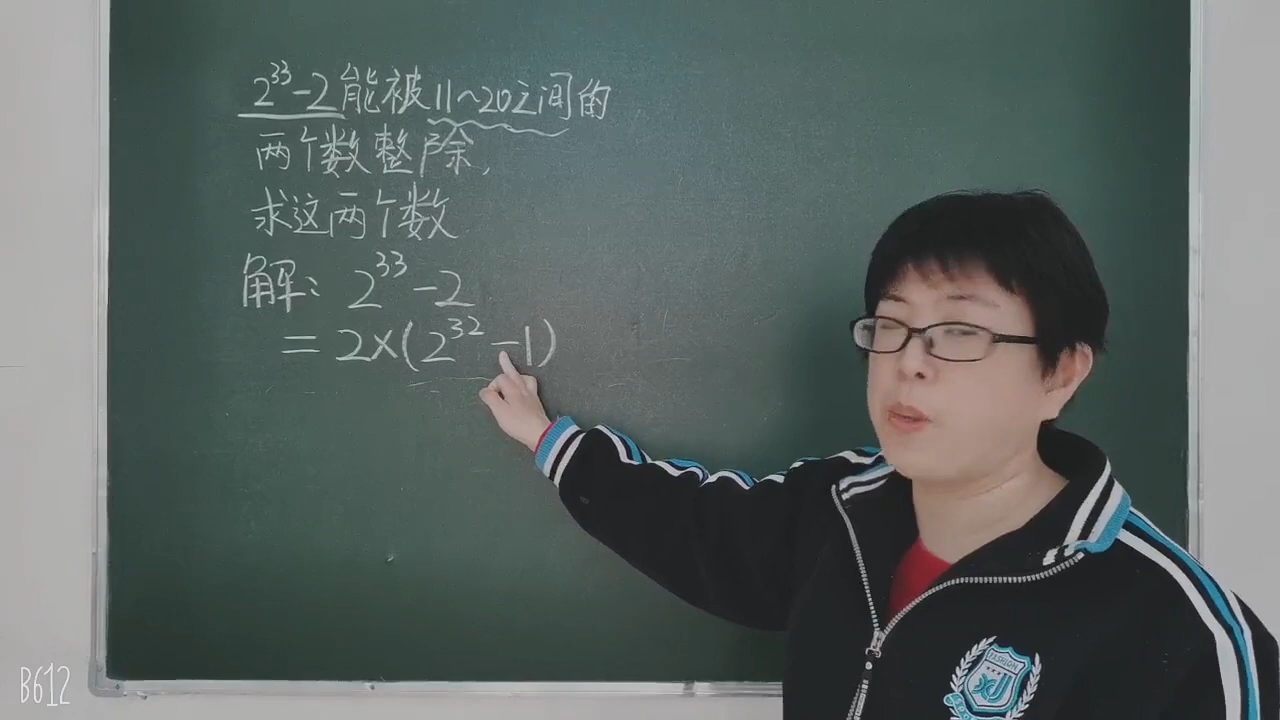 2³³-2能被11~20之间的
两个数整除,
求这两个数
解: 2³³-2
=2×(2³²-1)
FASHION
B612